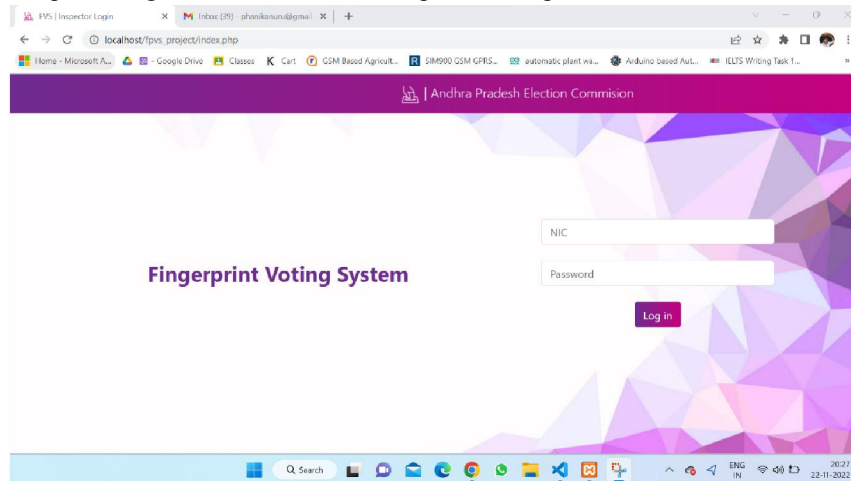 FVS | Inspector Login
Inbox (39) - phanikanuru@gmail
localhost/fpvs_project/index.php
Home - Microsoft A...
- Google Drive
Classes
Cart
GSM Based Agricult...
SIM900 GSM GPRS...
automatic plant wa...
Arduino based Aut...
IELTS Writing Task 1...
| Andhra Pradesh Election Commision
NIC
Fingerprint Voting System
Password
Log in
Search
ENG
IN
20:27
22-11-2022